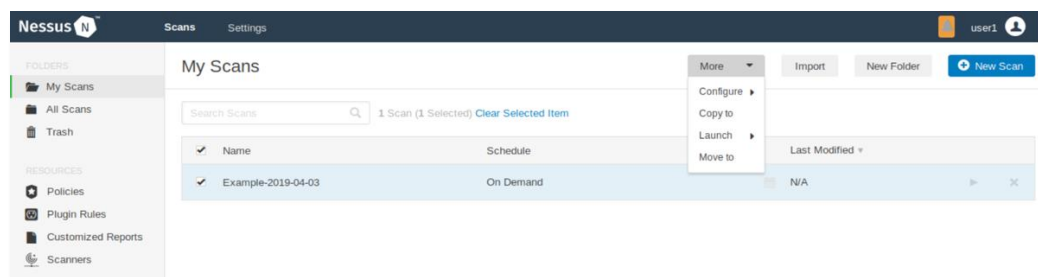 Nessus N
Scans
Settings
user1
FOLDERS
My Scans
All Scans
Trash
RESOURCES
Policies
Plugin Rules
Customized Reports
Scanners
My Scans
More
Import
New Folder
New Scan
Configure
Copy to
Launch
Move to
Search Scans
1 Scan (1 Selected) Clear Selected Item
Name
Schedule
Last Modified
Example-2019-04-03
On Demand
N/A